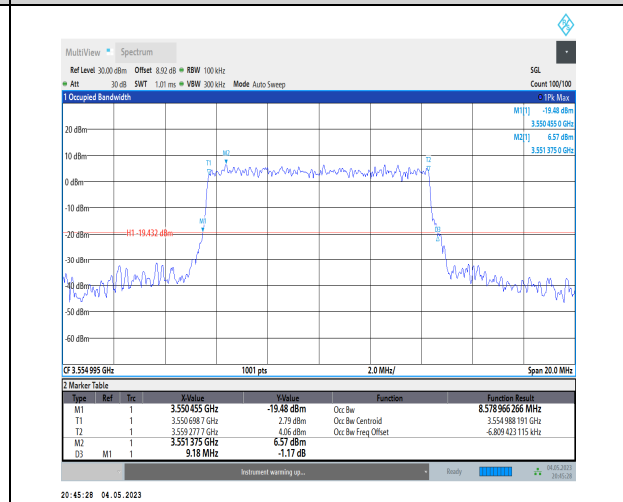 MultiView Spectrum
Ref Level 30.00 dBm Offset 8.92 dB RBW 100 kHz SGL
Att 30 dB SWT 1.01 ms VBW 300 kHz Mode Auto Sweep Count 100/100
1 Occupied Bandwidth 1Pk Max
M1[1] -19.48 dBm
3.550 455 0 GHz
M2[1] 6.57 dBm
3.551 375 0 GHz
20 dBm
10 dBm
M2
T1
T2
0 dBm
-10 dBm
M1
D3
-20 dBm
H1 -19.432 dBm
-30 dBm
-40 dBm
-50 dBm
-60 dBm
CF 3.554 995 GHz 1001 pts 2.0 MHz/ Span 20.0 MHz
2 Marker Table
Type Ref Trc X-Value Y-Value Function Function Result
M1 1 3.550 455 GHz -19.48 dBm Occ Bw 8.578 966 266 MHz
T1 1 3.550 698 7 GHz 2.79 dBm Occ Bw Centroid 3.554 988 191 GHz
T2 1 3.559 277 7 GHz 4.06 dBm Occ Bw Freq Offset -6.809 423 115 kHz
M2 1 3.551 375 GHz 6.57 dBm
D3 M1 1 9.18 MHz -1.17 dB
Instrument warming up... Ready 04.05.2023
20:45:28
20:45:28 04.05.2023